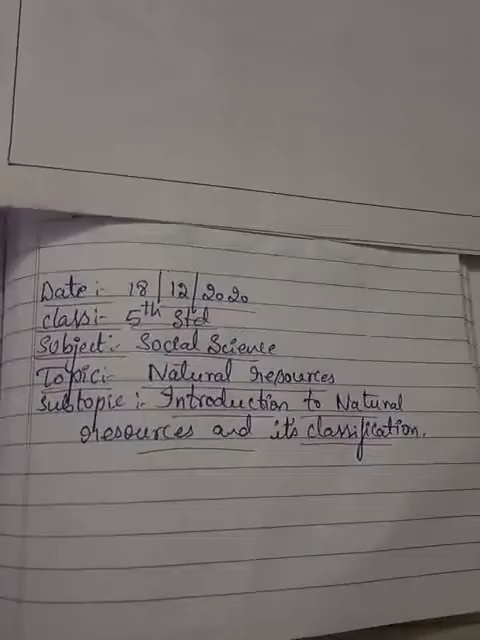 Date :- 18/12/2020
Class:- 5th Std
Subject:- Social Science
Topic:- Natural resources
Subtopic :- Introduction to Natural
resources and it's classification.